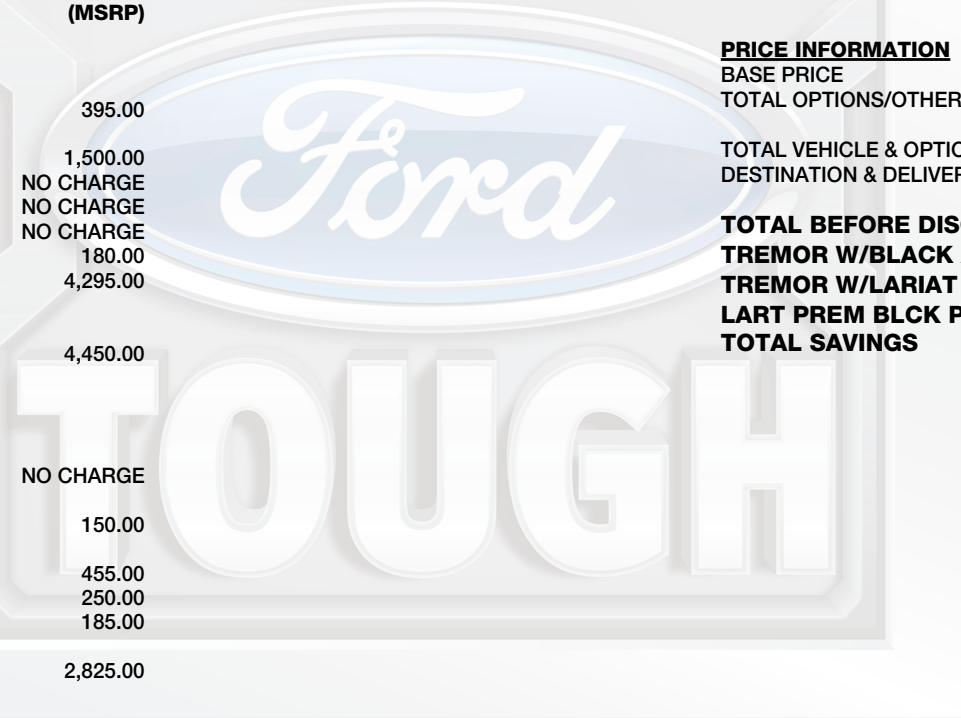 (MSRP)
395.00
1,500.00
NO CHARGE
NO CHARGE
NO CHARGE
180.00
4,295.00
4,450.00
NO CHARGE
150.00
455.00
250.00
185.00
2,825.00
Ford
TOUGH
PRICE INFORMATION
BASE PRICE
TOTAL OPTIONS/OTHER
TOTAL VEHICLE & OPTIO
DESTINATION & DELIVER
TOTAL BEFORE DIS
TREMOR W/BLACK
TREMOR W/LARIAT
LART PREM BLCK P
TOTAL SAVINGS